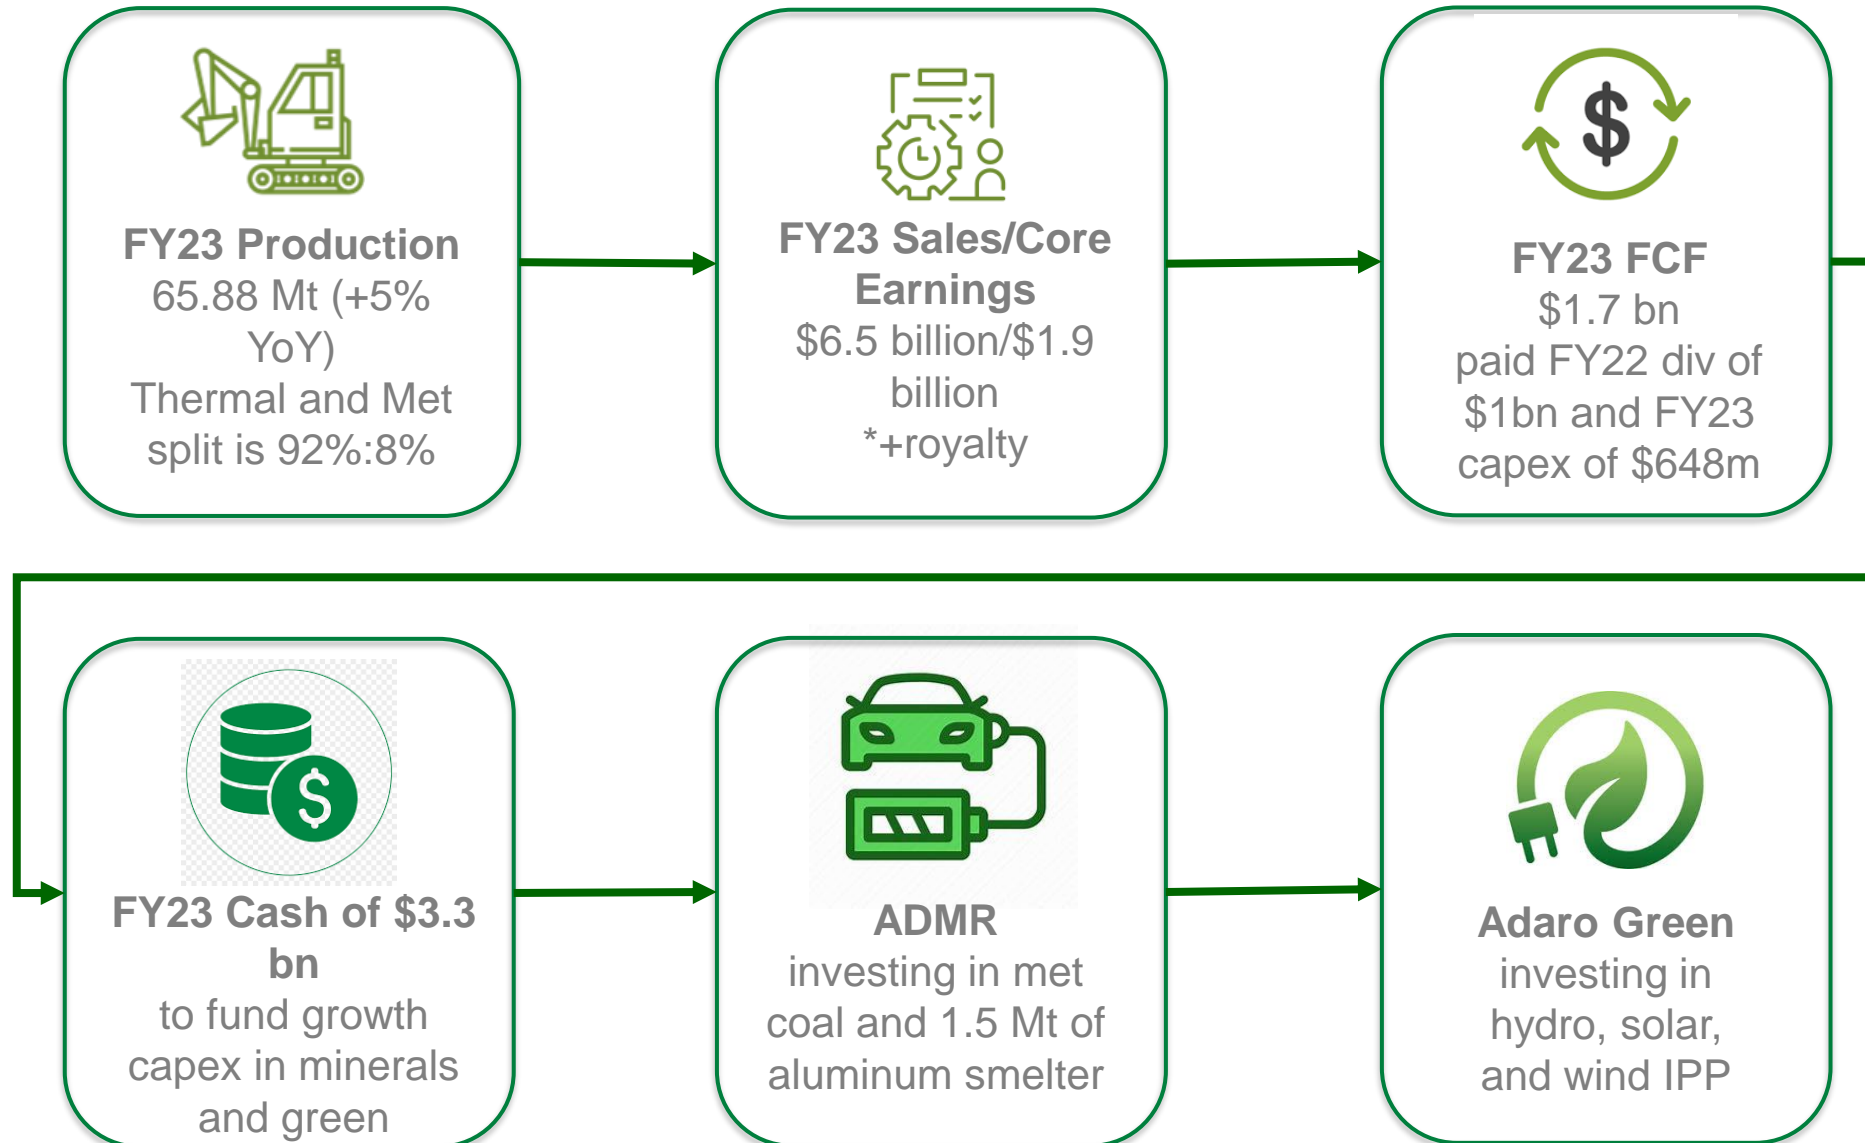 FY23 Production
65.88 Mt (+5%
YoY)
Thermal and Met
split is 92%:8%
FY23 Sales/Core
Earnings
$6.5 billion/$1.9
billion
*+royalty
$
FY23 FCF
$1.7 bn
paid FY22 div of
$1bn and FY23
capex of $648m
$
FY23 Cash of $3.3
bn
to fund growth
capex in minerals
and green
ADMR
investing in met
coal and 1.5 Mt of
aluminum smelter
Adaro Green
investing in
hydro, solar,
and wind IPP